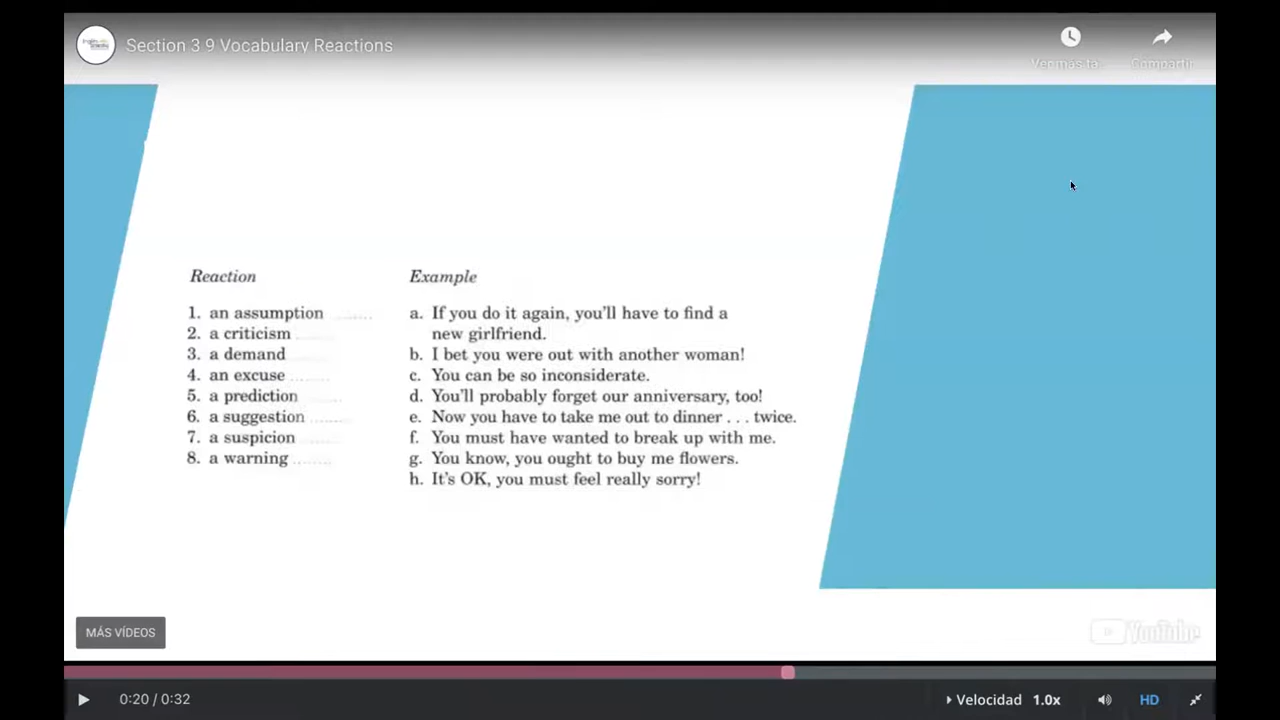 Section 3 9 Vocabulary Reactions
Compartir
Reaction
1. an assumption ........
2. a criticism ........
3. a demand ........
4. an excuse ........
5. a prediction ........
6. a suggestion ........
7. a suspicion ........
8. a warning ........
Example
a. If you do it again, you'll have to find a
new girlfriend.
b. I bet you were out with another woman!
c. You can be so inconsiderate.
d. You'll probably forget our anniversary, too!
e. Now you have to take me out to dinner . . . twice.
f. You must have wanted to break up with me.
g. You know, you ought to buy me flowers.
h. It's OK, you must feel really sorry!
MÁS VÍDEOS
YouTube
0:20 / 0:32
Velocidad 1.0x
HD